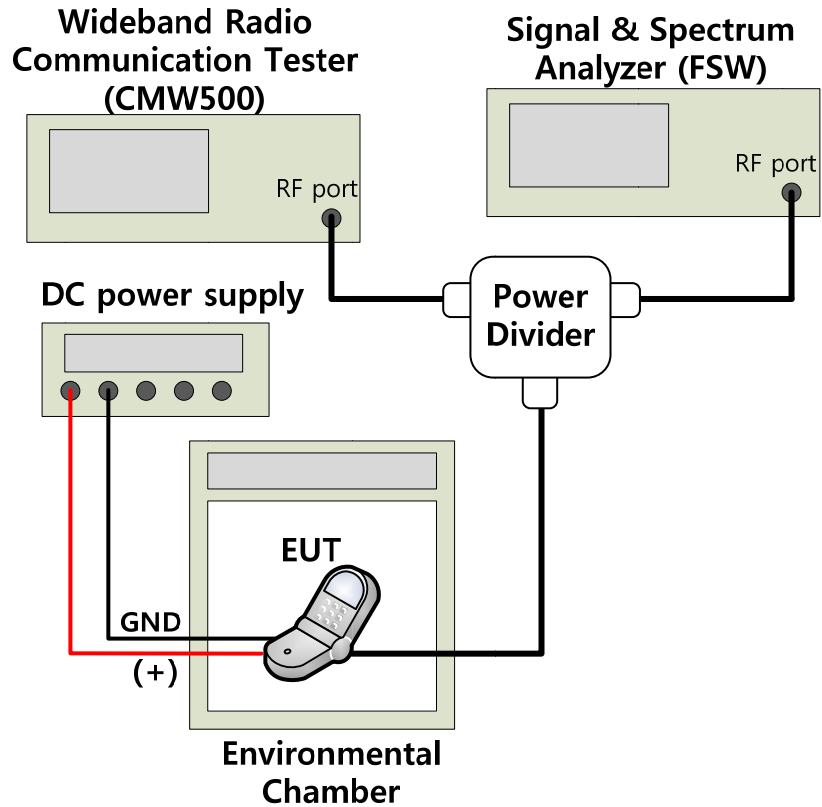 Wideband Radio
Communication Tester
(CMW500)
Signal & Spectrum
Analyzer (FSW)
RF port
RF port
DC power supply
Power
Divider
EUT
GND
(+)
Environmental
Chamber